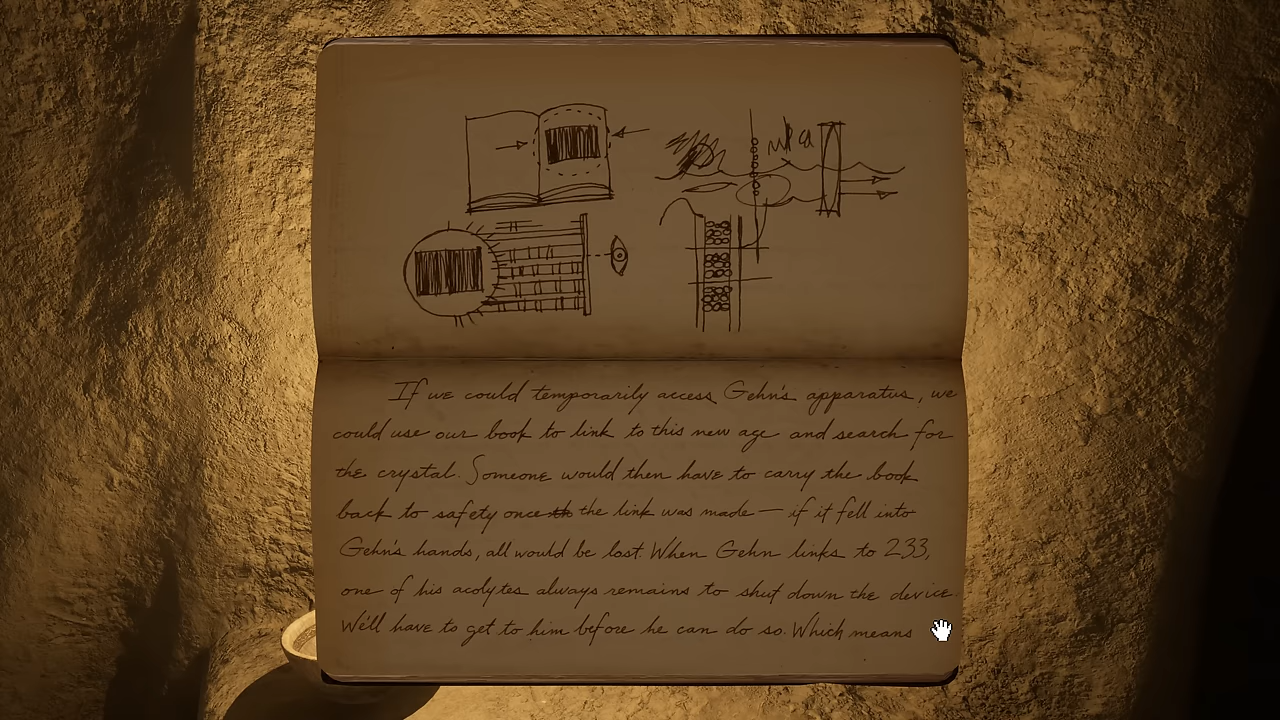 If we could temporarily access Gehn's apparatus, we
could use our book to link to this new age and search for
the crystal. Someone would then have to carry the book
back to safety once th the link was made — if it fell into
Gehn's hands, all would be lost. When Gehn links to 233,
one of his acolytes always remains to shut down the device.
We'll have to get to him before he can do so. Which means